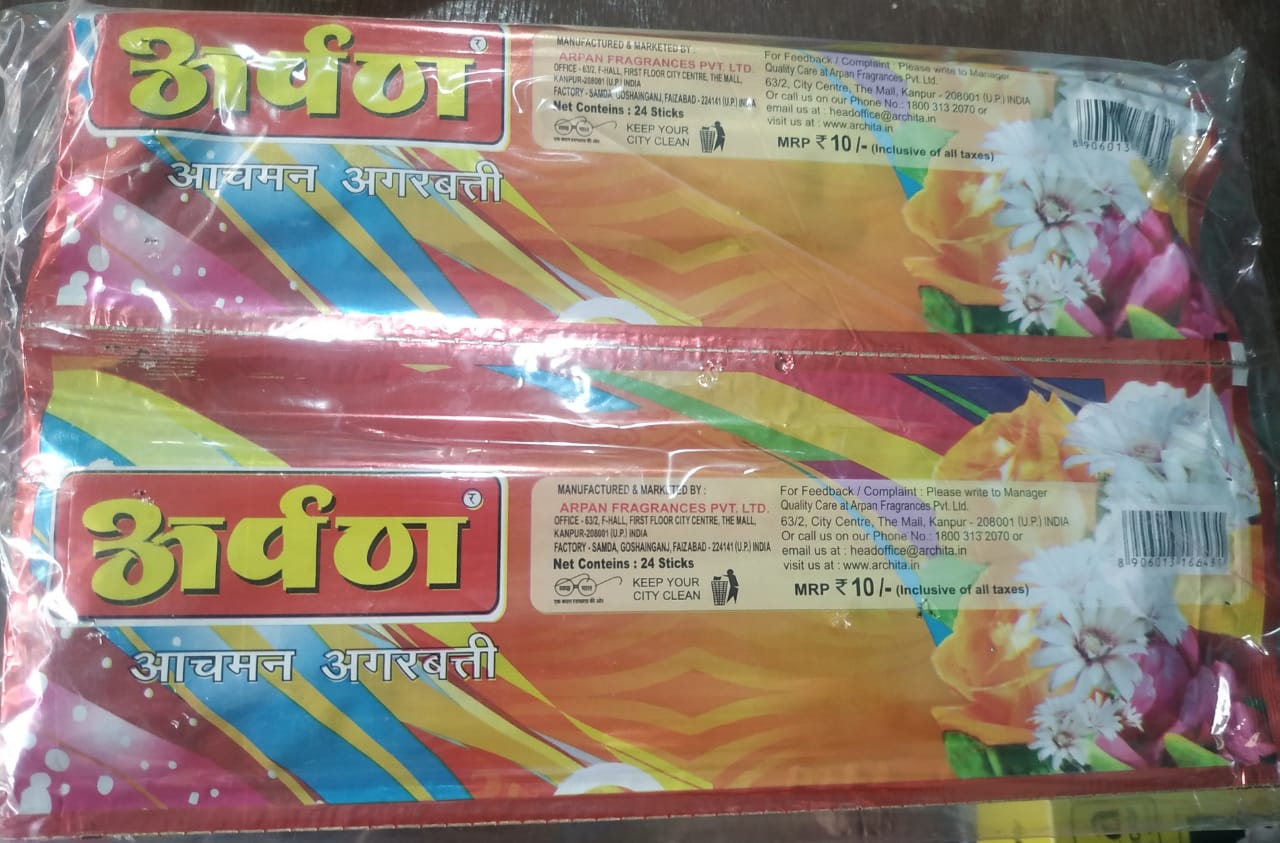 आचमन अगरबत्ती
MANUFACTURED & MARKETED BY :
ARPAN FRAGRANCES PVT. LTD.
OFFICE - 63/2, F-HALL, FIRST FLOOR CITY CENTRE, THE MALL,
KANPUR-208001 (U.P.) INDIA
FACTORY - SAMDA, GOSHAINGANJ, FAIZABAD - 224141 (U.P.) INDIA
Net Conteins : 24 Sticks
KEEP YOUR
CITY CLEAN
For Feedback / Complaint : Please write to Manager
Quality Care at Arpan Fragrances Pvt. Ltd.
63/2, City Centre, The Mall, Kanpur - 208001 (U.P.) INDIA
Or call us on our Phone No.: 1800 313 2070 or
email us at : headoffice@archita.in
visit us at : www.archita.in
MRP ₹ 10 /- (Inclusive of all taxes)
8 906013
आचमन अगरबत्ती
MANUFACTURED & MARKETED BY :
ARPAN FRAGRANCES PVT. LTD.
OFFICE - 63/2, F-HALL, FIRST FLOOR CITY CENTRE, THE MALL,
KANPUR-208001 (U.P.) INDIA
FACTORY - SAMDA, GOSHAINGANJ, FAIZABAD - 224141 (U.P.) INDIA
Net Conteins : 24 Sticks
KEEP YOUR
CITY CLEAN
For Feedback / Complaint : Please write to Manager
Quality Care at Arpan Fragrances Pvt. Ltd.
63/2, City Centre, The Mall, Kanpur - 208001 (U.P.) INDIA
Or call us on our Phone No.: 1800 313 2070 or
email us at : headoffice@archita.in
visit us at : www.archita.in
MRP ₹ 10 /- (Inclusive of all taxes)
8 906013 166431